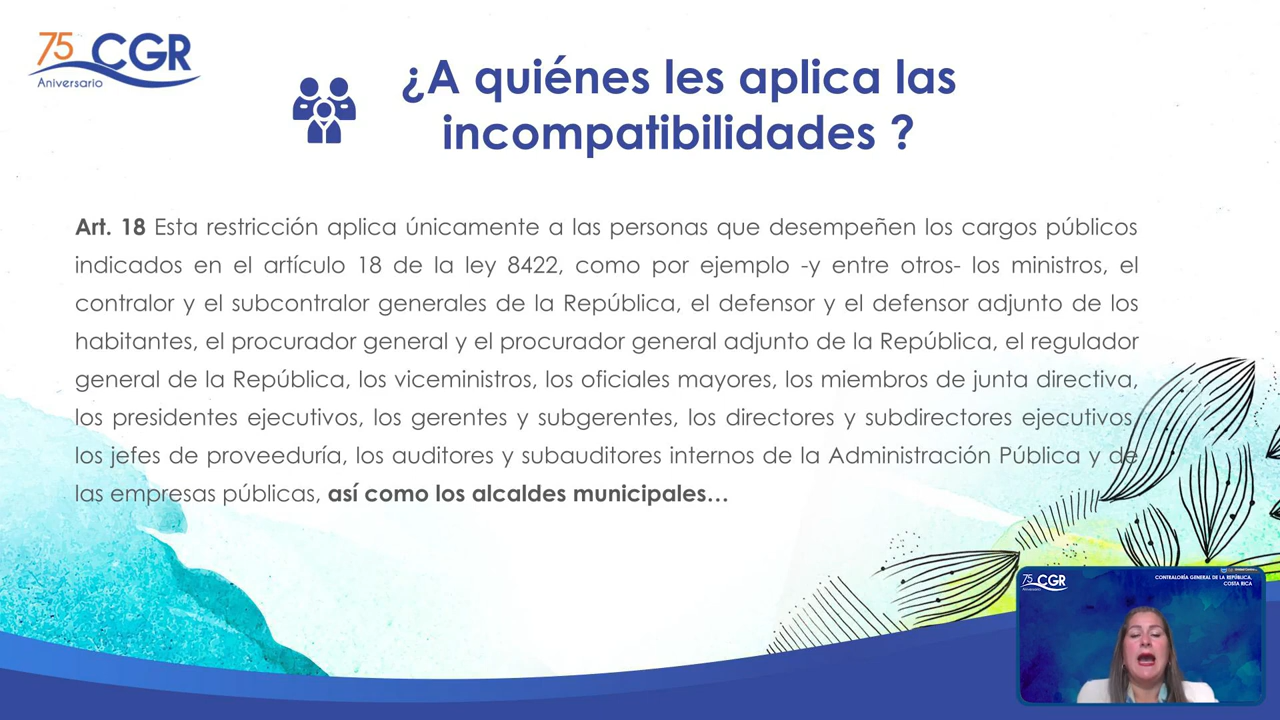 75 CGR
Aniversario
¿A quiénes les aplica las
incompatibilidades ?
Art. 18 Esta restricción aplica únicamente a las personas que desempeñen los cargos públicos
indicados en el artículo 18 de la ley 8422, como por ejemplo -y entre otros- los ministros, el
contralor y el subcontralor generales de la República, el defensor y el defensor adjunto de los
habitantes, el procurador general y el procurador general adjunto de la República, el regulador
general de la República, los viceministros, los oficiales mayores, los miembros de junta directiva,
los presidentes ejecutivos, los gerentes y subgerentes, los directores y subdirectores ejecutivos,
los jefes de proveeduría, los auditores y subauditores internos de la Administración Pública y de
las empresas públicas, así como los alcaldes municipales...
75 CGR
Aniversario
CONTRALORÍA GENERAL DE LA REPÚBLICA,
COSTA RICA